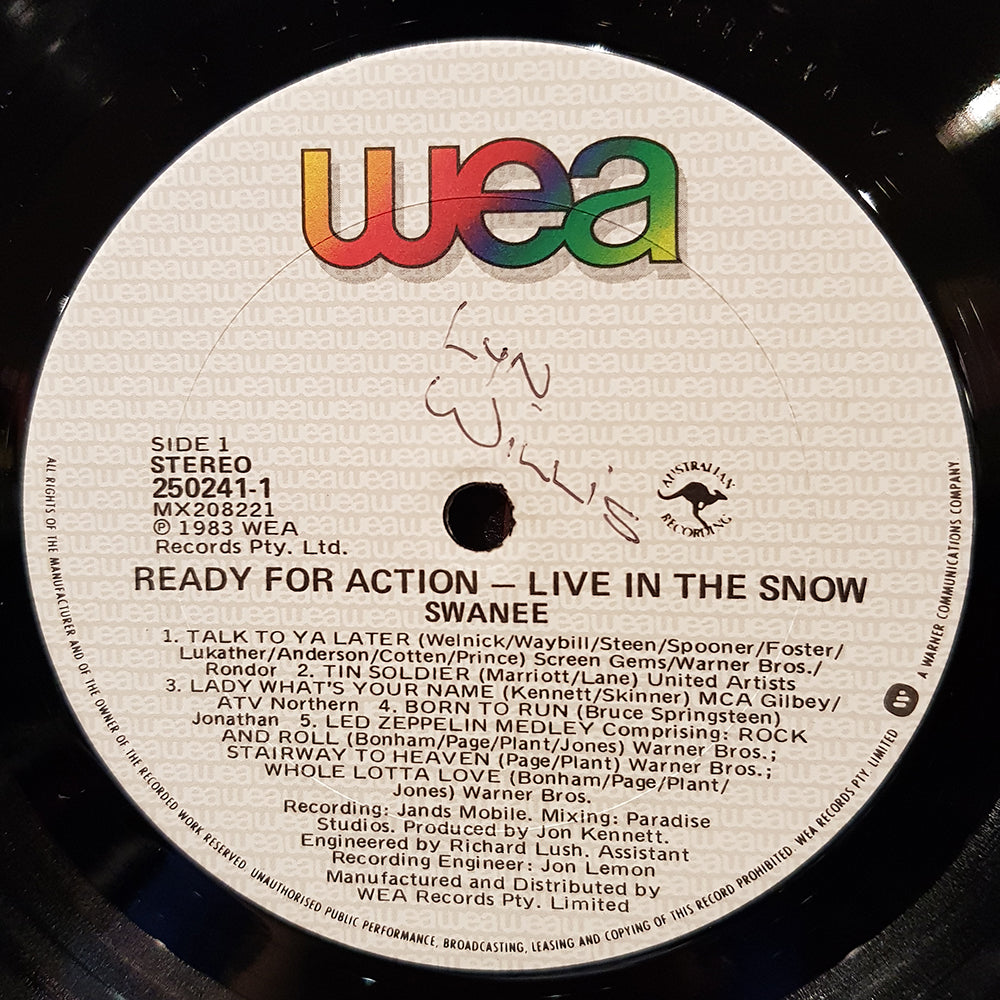 wea
Lyn.
Willis
SIDE 1
STEREO
250241-1
MX208221
Ⓟ 1983 WEA
Records Pty. Ltd.
AUSTRALIAN
RECORDING
READY FOR ACTION – LIVE IN THE SNOW
SWANEE
1. TALK TO YA LATER (Welnick/Waybill/Steen/Spooner/Foster/
Lukather/Anderson/Cotten/Prince) Screen Gems/Warner Bros./
Rondor 2. TIN SOLDIER (Marriott/Lane) United Artists
3. LADY WHAT'S YOUR NAME (Kennett/Skinner) MCA Gilbey/
ATV Northern 4. BORN TO RUN (Bruce Springsteen)
Jonathan 5. LED ZEPPELIN MEDLEY Comprising: ROCK
AND ROLL (Bonham/Page/Plant/Jones) Warner Bros.;
STAIRWAY TO HEAVEN (Page/Plant) Warner Bros.;
WHOLE LOTTA LOVE (Bonham/Page/Plant/
Jones) Warner Bros.
Recording: Jands Mobile. Mixing: Paradise
Studios. Produced by Jon Kennett.
Engineered by Richard Lush. Assistant
Recording Engineer: Jon Lemon
Manufactured and Distributed by
WEA Records Pty. Limited
ALL RIGHTS OF THE MANUFACTURER AND OF THE OWNER OF THE RECORDED WORK RESERVED. UNAUTHORISED PUBLIC PERFORMANCE, BROADCASTING, LEASING AND COPYING OF THIS RECORD PROHIBITED. WEA RECORDS PTY. LIMITED
A WARNER COMMUNICATIONS COMPANY